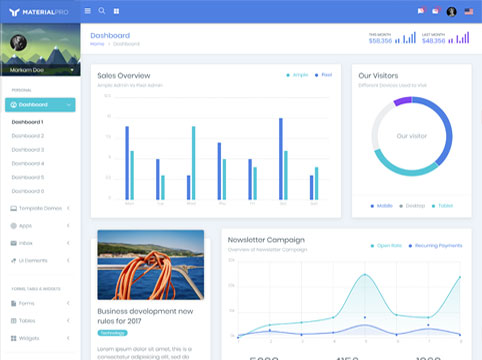 MATERIALPRO
Markarn Doe
PERSONAL
Dashboard
Dashboard 1
Dashboard 2
Dashboard 3
Dashboard 4
Dashboard 5
Dashboard 6
Template Demos
Apps
Inbox
Ui Elements
FORMS, TABLE & WIDGETS
Forms
Tables
Widgets
Dashboard
Home > Dashboard
THIS MONTH
$58,356
LAST MONTH
$48,356
Sales Overview
Ample Admin Vs Pixel Admin
Ample
Pixel
Our Visitors
Different Devices Used to Visit
Our visitor
Mobile
Desktop
Tablet
Business development new
rules for 2017
Technology
Lorem ipsum dolor sit amet, this is a
consectetur adipisicing elit, sed do
Newsletter Campaign
Overview of Newsletter Campaign
Open Rate
Recurring Payments